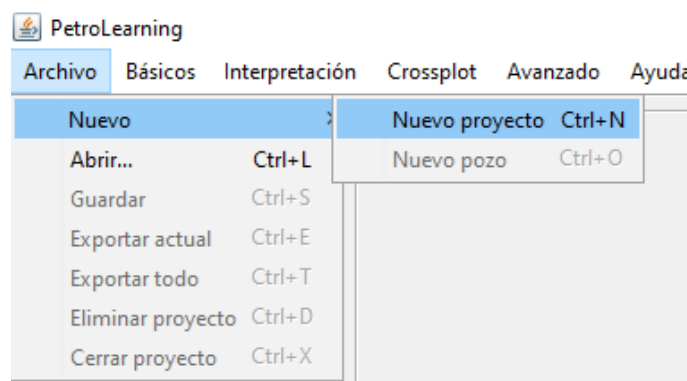 PetroLearning
Archivo Básicos Interpretación Crossplot Avanzado Ayuda
Nuevo
Nuevo proyecto Ctrl+N
Abrir... Ctrl+L
Nuevo pozo Ctrl+O
Guardar Ctrl+S
Exportar actual Ctrl+E
Exportar todo Ctrl+T
Eliminar proyecto Ctrl+D
Cerrar proyecto Ctrl+X